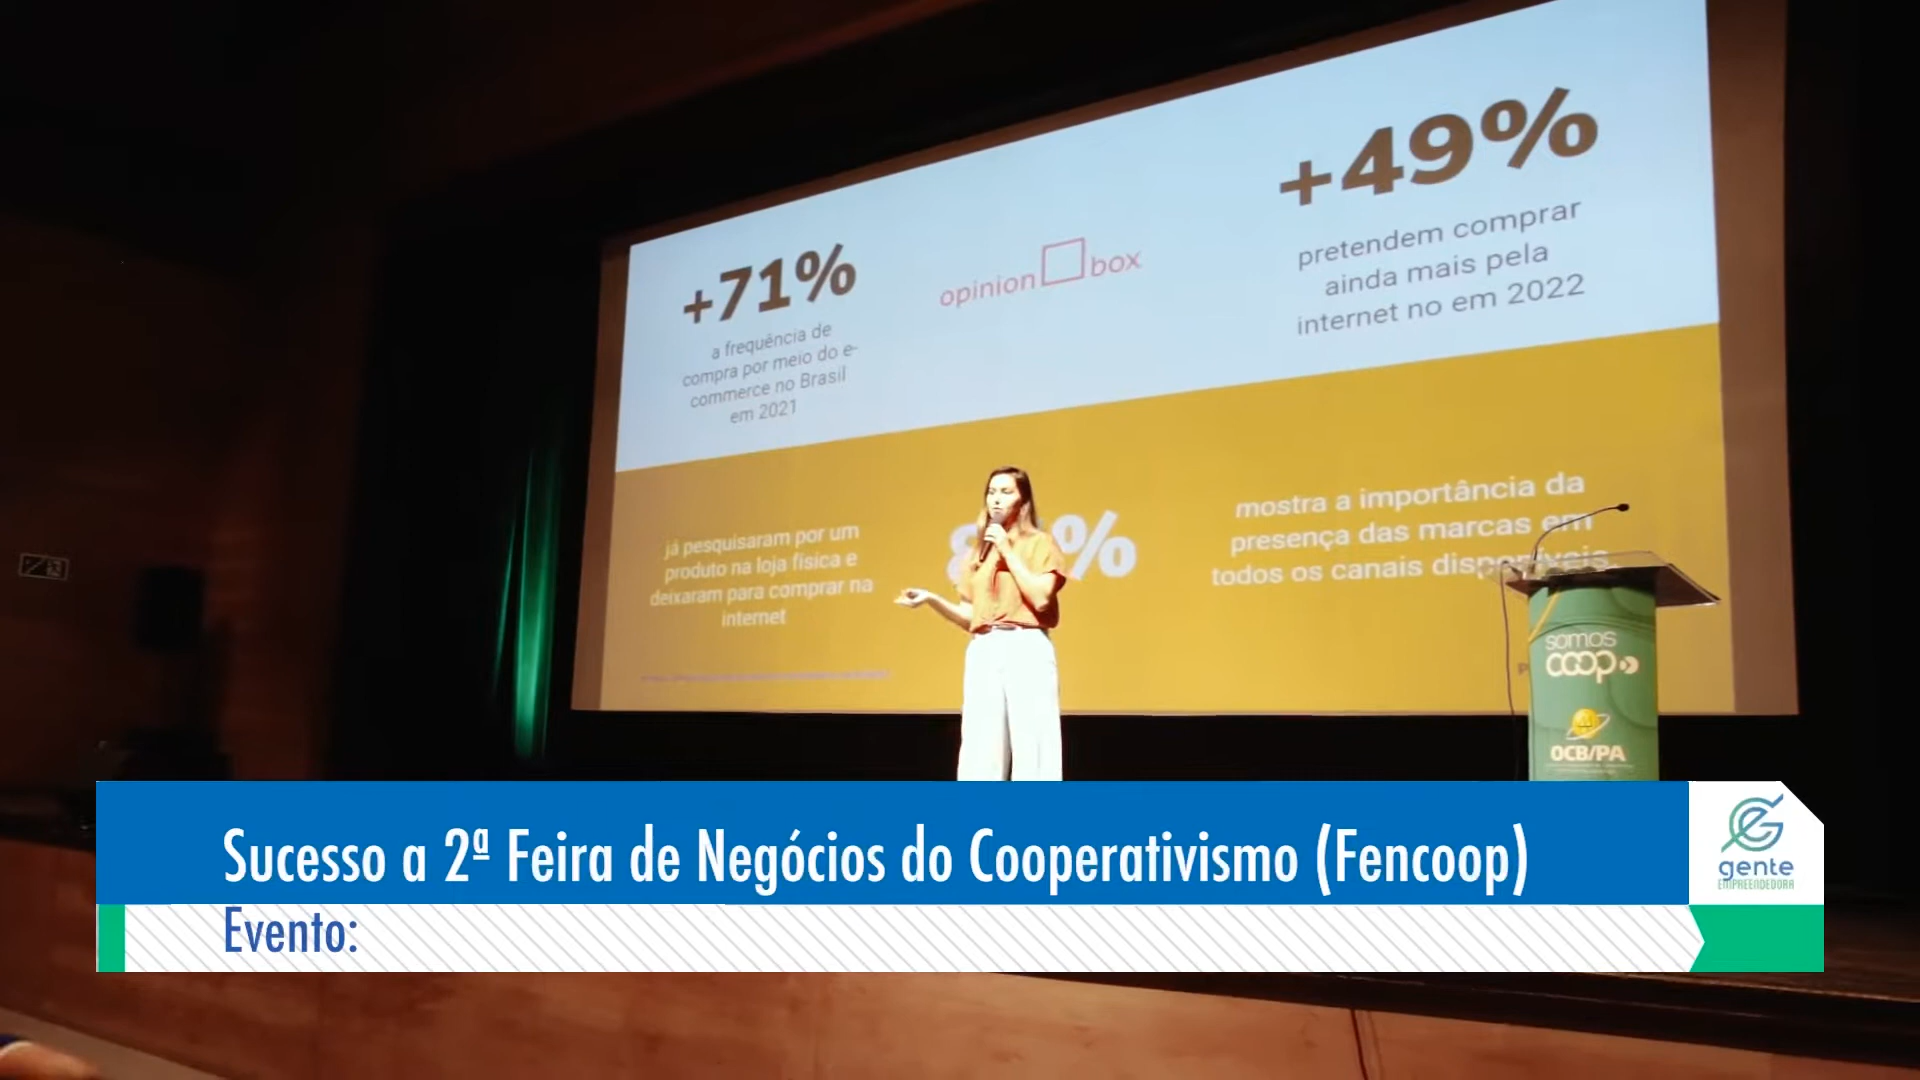 +71%
a frequência de
compra por meio do e-
commerce no Brasil
em 2021
opinion box
+49%
pretendem comprar
ainda mais pela
internet no em 2022
já pesquisaram por um
produto na loja física e
deixaram para comprar na
internet
%
mostra a importância da
presença das marcas em
todos os canais disponíveis.
somos
coop
OCB/PA
Sucesso a 2ª Feira de Negócios do Cooperativismo (Fencoop)
Evento:
gente
EMPREENDEDORA